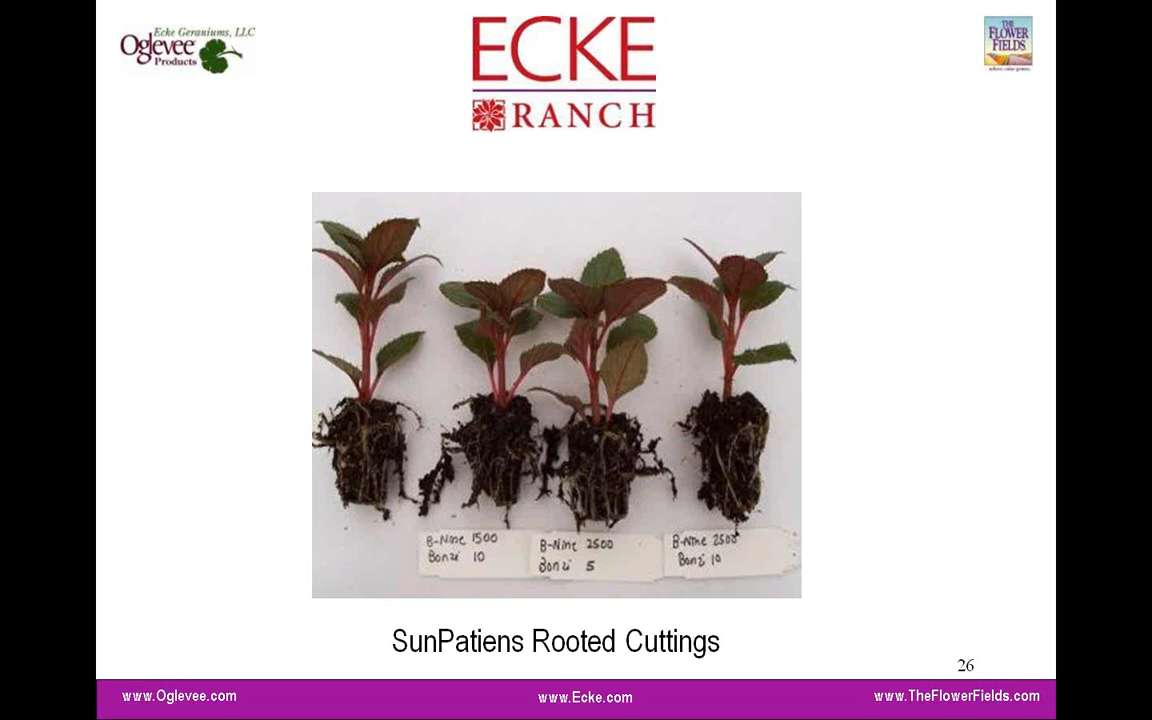 Ecke Geraniums, LLC
Oglevee
Products
ECKE
RANCH
THE
FLOWER
FIELDS
B-Nine 1500
Bonzi 10
B-Nine 2500
Bonzi 5
B-Nine 2500
Bonzi 10
SunPatiens Rooted Cuttings
26
www.Oglevee.com
www.Ecke.com
www.TheFlowerFields.com